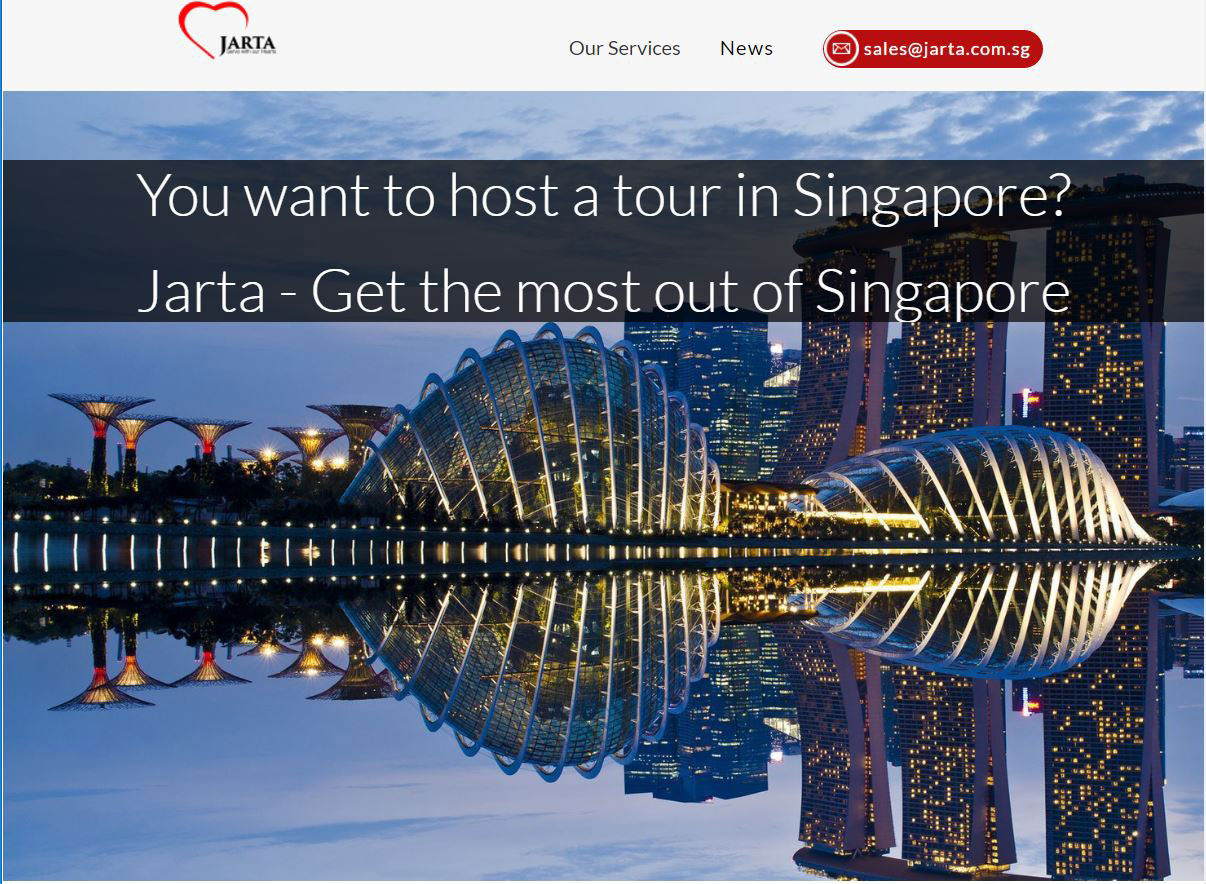 JARTA
Serve with our Hearts
Our Services
News
sales@jarta.com.sg
You want to host a tour in Singapore?
Jarta - Get the most out of Singapore